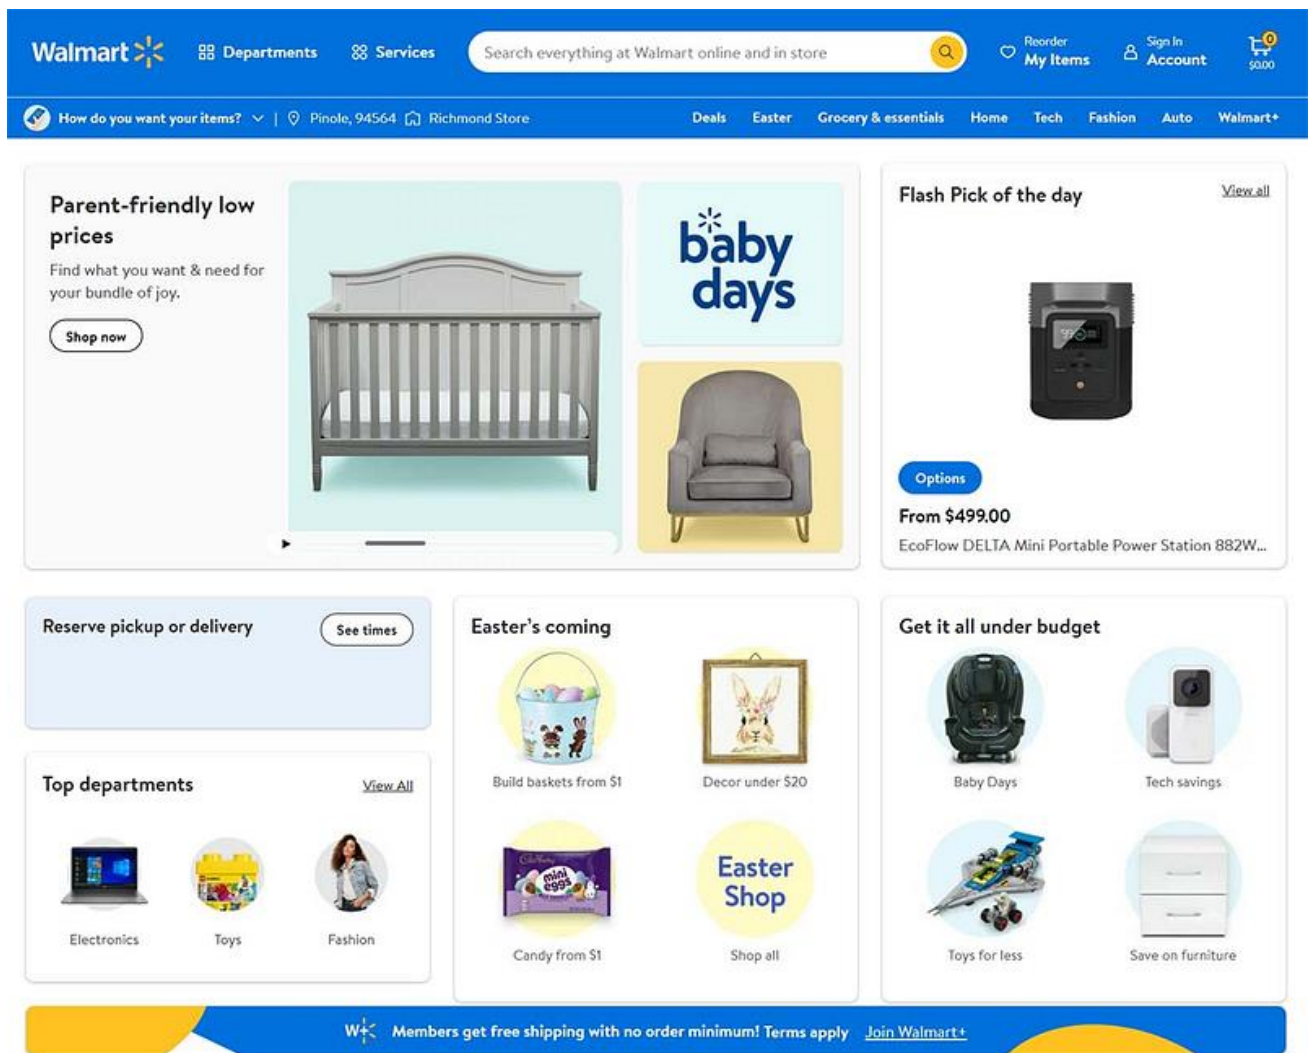 Walmart
Departments
Services
Search everything at Walmart online and in store
Reorder
My Items
Sign In
Account
0
$0.00
How do you want your items?
Pinole, 94564
Richmond Store
Deals
Easter
Grocery & essentials
Home
Tech
Fashion
Auto
Walmart+
Parent-friendly low
prices
Find what you want & need for
your bundle of joy.
Shop now
baby
days
Flash Pick of the day
View all
99
Options
From $499.00
EcoFlow DELTA Mini Portable Power Station 882W...
Reserve pickup or delivery
See times
Top departments
View All
Electronics
Toys
Fashion
Easter's coming
Build baskets from $1
Decor under $20
Cadbury
mini
eggs
Candy from $1
Easter
Shop
Shop all
Get it all under budget
Baby Days
Tech savings
Toys for less
Save on furniture
W+
Members get free shipping with no order minimum! Terms apply
Join Walmart+